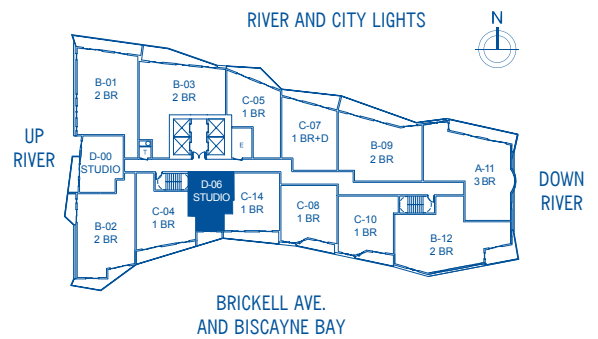 RIVER AND CITY LIGHTS
N
B-01
2 BR
B-03
2 BR
C-05
1 BR
C-07
1 BR+D
B-09
2 BR
A-11
3 BR
UP
RIVER
D-00
STUDIO
T
E
D-06
STUDIO
DOWN
RIVER
B-02
2 BR
C-04
1 BR
C-14
1 BR
C-08
1 BR
C-10
1 BR
B-12
2 BR
BRICKELL AVE.
AND BISCAYNE BAY